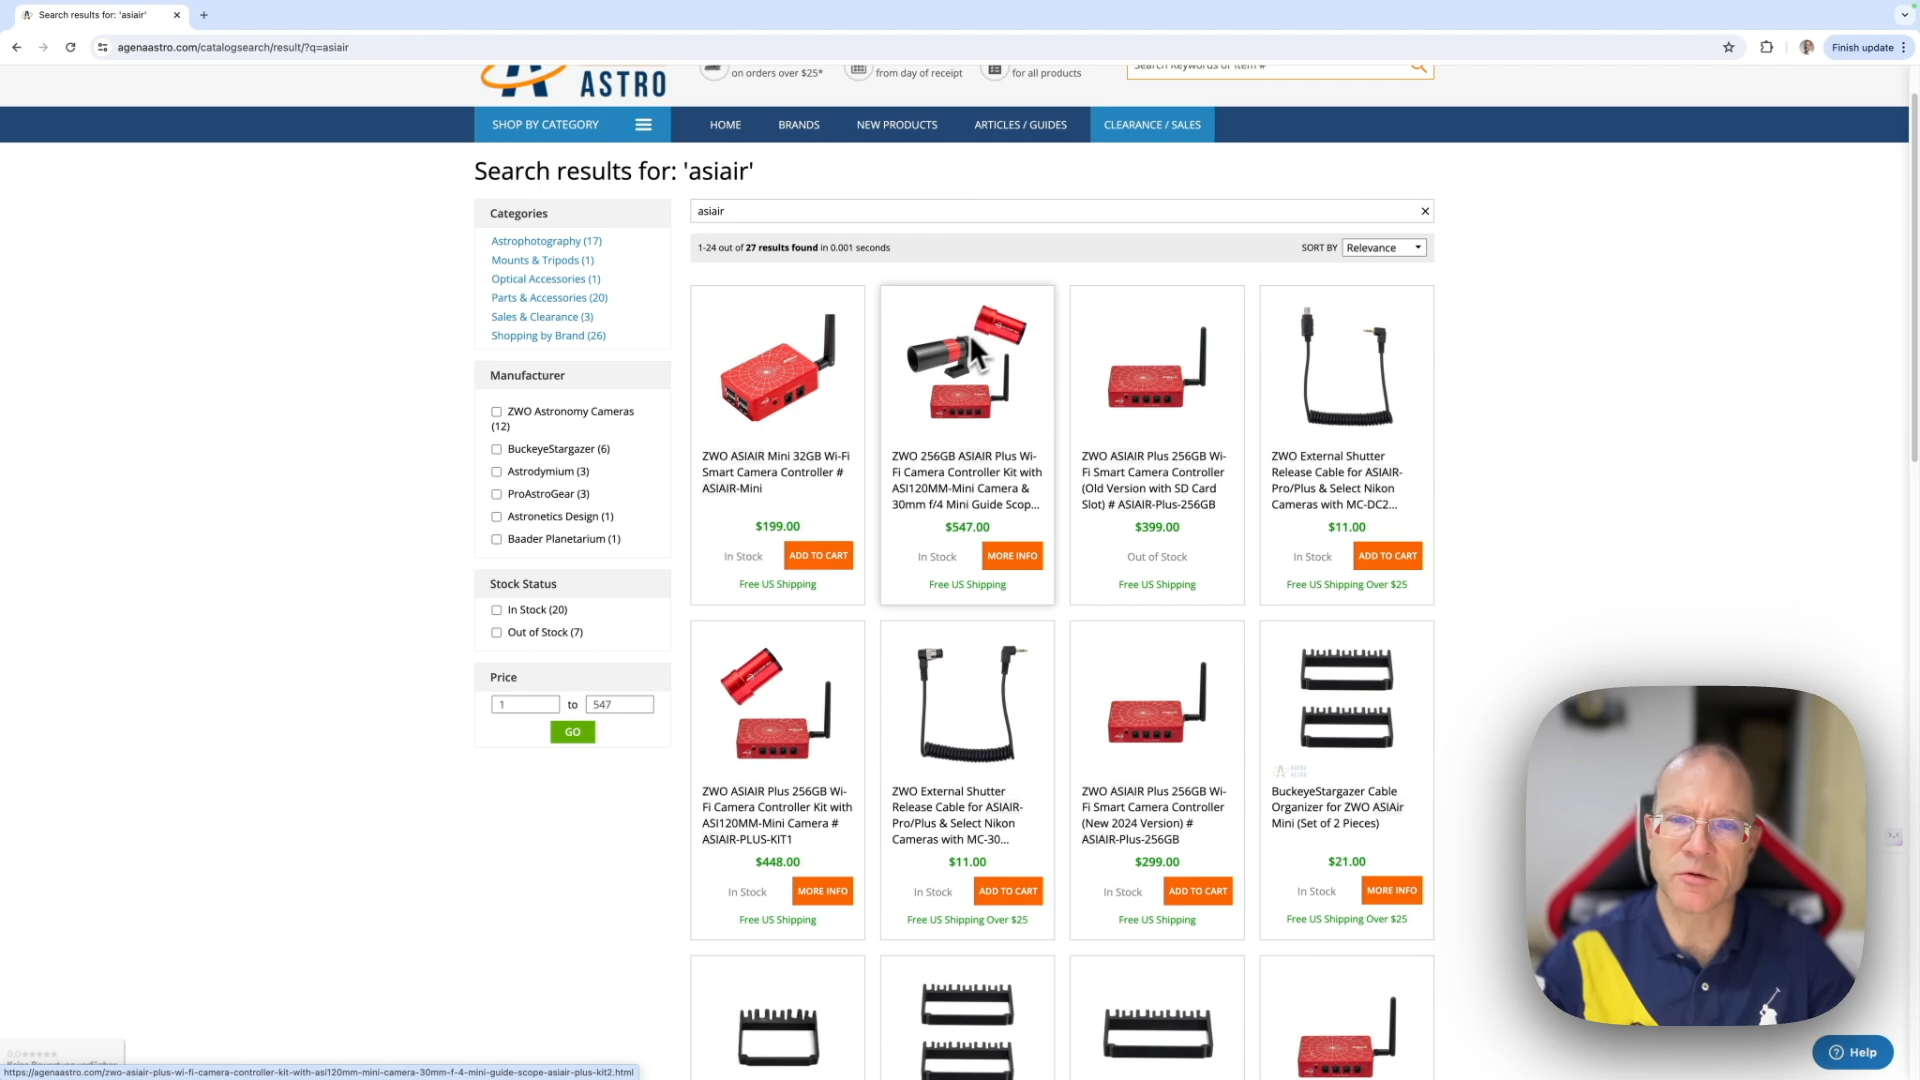 Search results for: 'asiair'
agenaastro.com/catalogsearch/result/?q=asiair
Finish update
ASTRO
on orders over $25*
from day of receipt
for all products
Search Keywords or Item #
SHOP BY CATEGORY
HOME
BRANDS
NEW PRODUCTS
ARTICLES / GUIDES
CLEARANCE / SALES
Search results for: 'asiair'
Categories
Astrophotography (17)
Mounts & Tripods (1)
Optical Accessories (1)
Parts & Accessories (20)
Sales & Clearance (3)
Shopping by Brand (26)
Manufacturer
ZWO Astronomy Cameras
(12)
BuckeyeStargazer (6)
Astrodymium (3)
ProAstroGear (3)
Astronetics Design (1)
Baader Planetarium (1)
Stock Status
In Stock (20)
Out of Stock (7)
Price
1
to
547
GO
asiair
1-24 out of 27 results found in 0.001 seconds
SORT BY
Relevance
ZWO ASIAIR Mini 32GB Wi-Fi
Smart Camera Controller #
ASIAIR-Mini
$199.00
In Stock
ADD TO CART
Free US Shipping
ZWO 256GB ASIAIR Plus Wi-
Fi Camera Controller Kit with
ASI120MM-Mini Camera &
30mm f/4 Mini Guide Scop...
$547.00
In Stock
MORE INFO
Free US Shipping
ZWO ASIAIR Plus 256GB Wi-
Fi Smart Camera Controller
(Old Version with SD Card
Slot) # ASIAIR-Plus-256GB
$399.00
Out of Stock
Free US Shipping
ZWO External Shutter
Release Cable for ASIAIR-
Pro/Plus & Select Nikon
Cameras with MC-DC2...
$11.00
In Stock
ADD TO CART
Free US Shipping Over $25
ZWO ASIAIR Plus 256GB Wi-
Fi Camera Controller Kit with
ASI120MM-Mini Camera #
ASIAIR-PLUS-KIT1
$448.00
In Stock
MORE INFO
Free US Shipping
ZWO External Shutter
Release Cable for ASIAIR-
Pro/Plus & Select Nikon
Cameras with MC-30...
$11.00
In Stock
ADD TO CART
Free US Shipping Over $25
ZWO ASIAIR Plus 256GB Wi-
Fi Smart Camera Controller
(New 2024 Version) #
ASIAIR-Plus-256GB
$299.00
In Stock
ADD TO CART
Free US Shipping
AGENA
ASTRO
BuckeyeStargazer Cable
Organizer for ZWO ASIAir
Mini (Set of 2 Pieces)
$21.00
In Stock
MORE INFO
Free US Shipping Over $25
Help
https://agenaastro.com/zwo-asiair-plus-wi-fi-camera-controller-kit-with-asi120mm-mini-camera-30mm-f-4-mini-guide-scope-asiair-plus-kit2.html